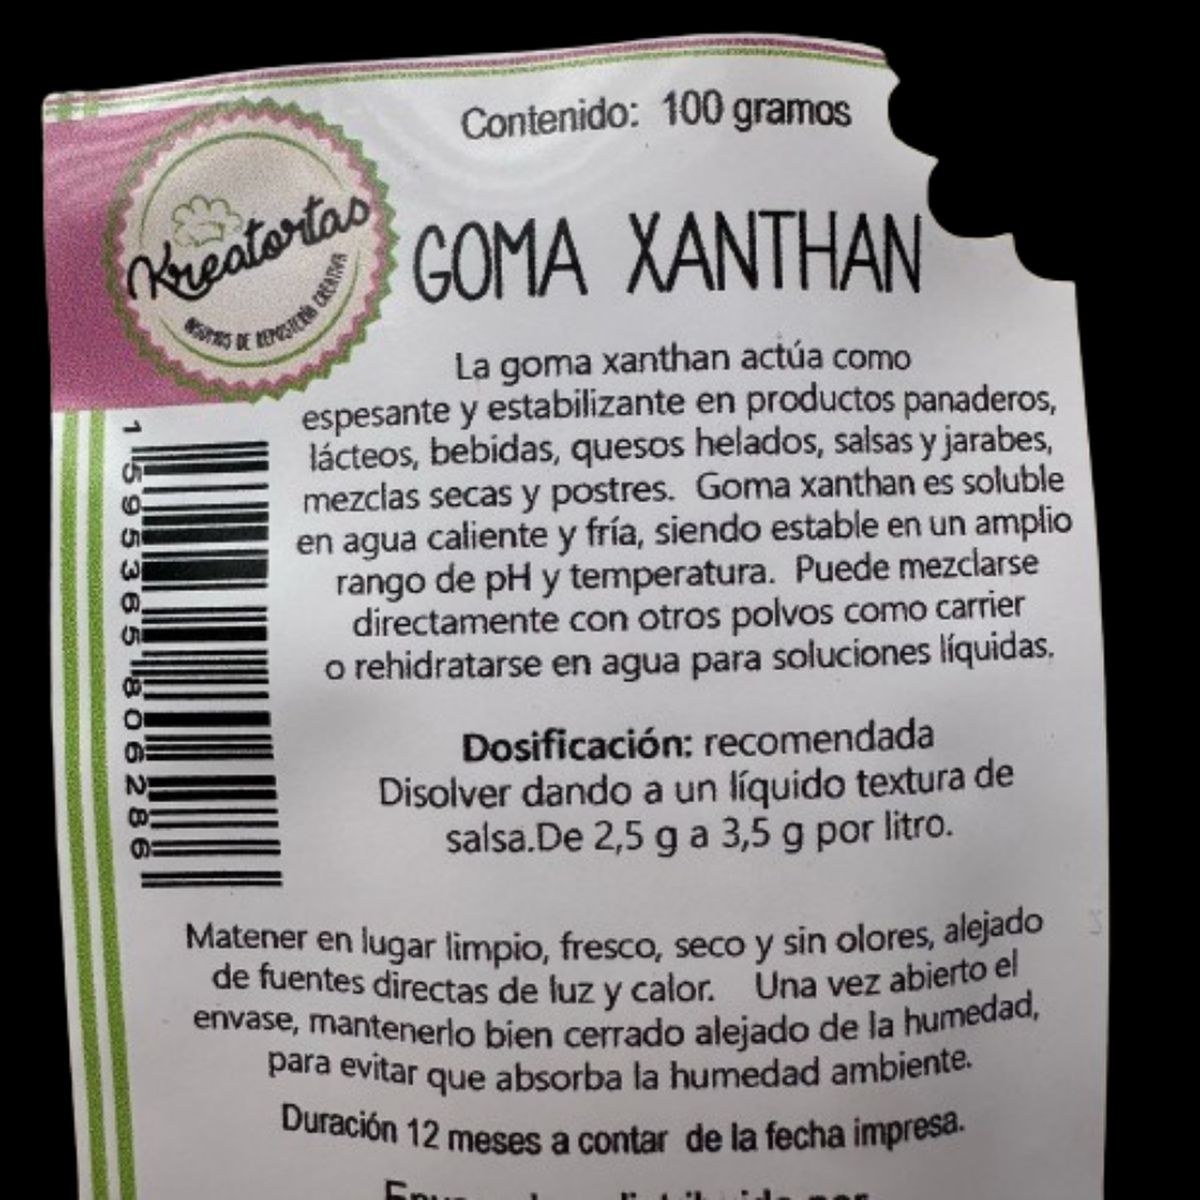 Contenido: 100 gramos
Kreatortas
INSUMOS DE REPOSTERÍA CREATIVA
GOMA XANTHAN
La goma xanthan actúa como
espesante y estabilizante en productos panaderos,
lácteos, bebidas, quesos helados, salsas y jarabes,
mezclas secas y postres. Goma xanthan es soluble
en agua caliente y fría, siendo estable en un amplio
rango de pH y temperatura. Puede mezclarse
directamente con otros polvos como carrier
o rehidratarse en agua para soluciones líquidas.
1595365806286
Dosificación: recomendada
Disolver dando a un líquido textura de
salsa.De 2,5 g a 3,5 g por litro.
Matener en lugar limpio, fresco, seco y sin olores, alejado
de fuentes directas de luz y calor. Una vez abierto el
envase, mantenerlo bien cerrado alejado de la humedad,
para evitar que absorba la humedad ambiente.
Duración 12 meses a contar de la fecha impresa.